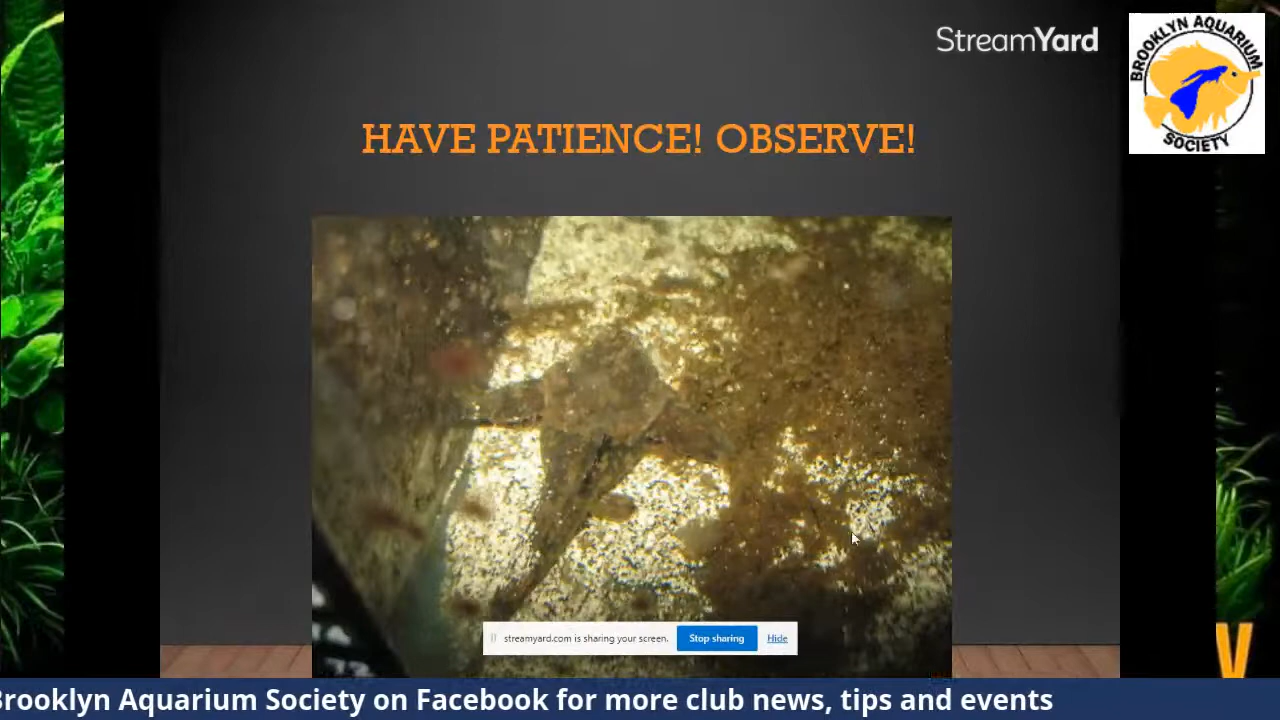 StreamYard
BROOKLYN AQUARIUM
SOCIETY
HAVE PATIENCE! OBSERVE!
streamyard.com is sharing your screen.
Stop sharing
Hide
Brooklyn Aquarium Society on Facebook for more club news, tips and events